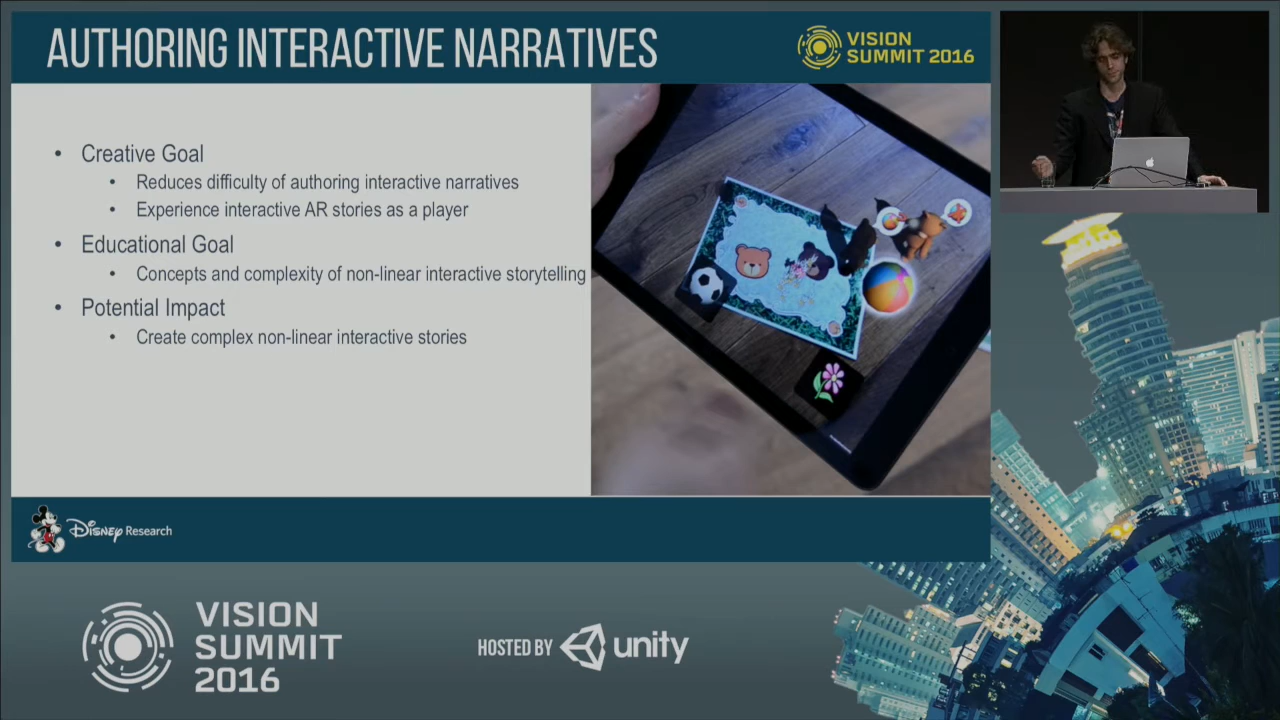 AUTHORING INTERACTIVE NARRATIVES
VISION
SUMMIT 2016
• Creative Goal
• Reduces difficulty of authoring interactive narratives
• Experience interactive AR stories as a player
• Educational Goal
• Concepts and complexity of non-linear interactive storytelling
• Potential Impact
• Create complex non-linear interactive stories
Disney Research
VISION
SUMMIT
2016
HOSTED BY unity